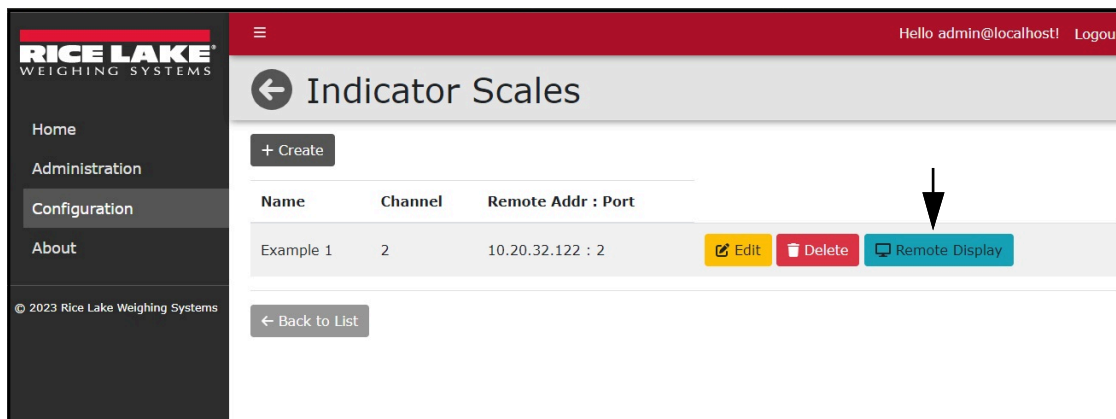 RICE LAKE®
WEIGHING SYSTEMS
Home
Administration
Configuration
About
© 2023 Rice Lake Weighing Systems
Hello admin@localhost! Logou
Indicator Scales
+ Create
Name Channel Remote Addr : Port
Example 1 2 10.20.32.122 : 2 Edit Delete Remote Display
← Back to List